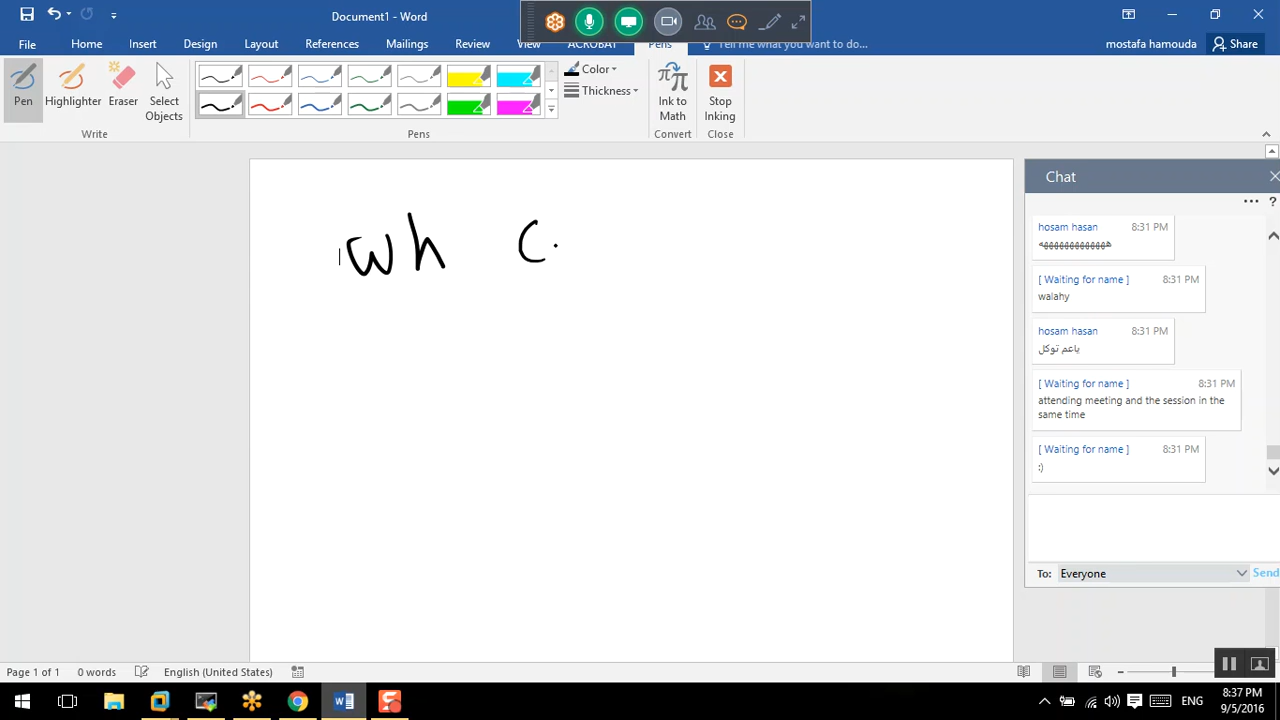 Document1 - Word
File Home Insert Design Layout References Mailings Review View ACROBAT Pens Tell me what you want to do... mostafa hamouda Share
Pen Highlighter Eraser Select Objects
Color
Thickness
Ink to Math
Stop Inking
Write Pens Convert Close
wh C
Chat
hosam hasan 8:31 PM
[ Waiting for name ] 8:31 PM
walahy
hosam hasan 8:31 PM
ياعم توكل
[ Waiting for name ] 8:31 PM
attending meeting and the session in the
same time
[ Waiting for name ] 8:31 PM
:)
To: Everyone Send
Page 1 of 1 0 words English (United States)
ENG 8:37 PM
9/5/2016